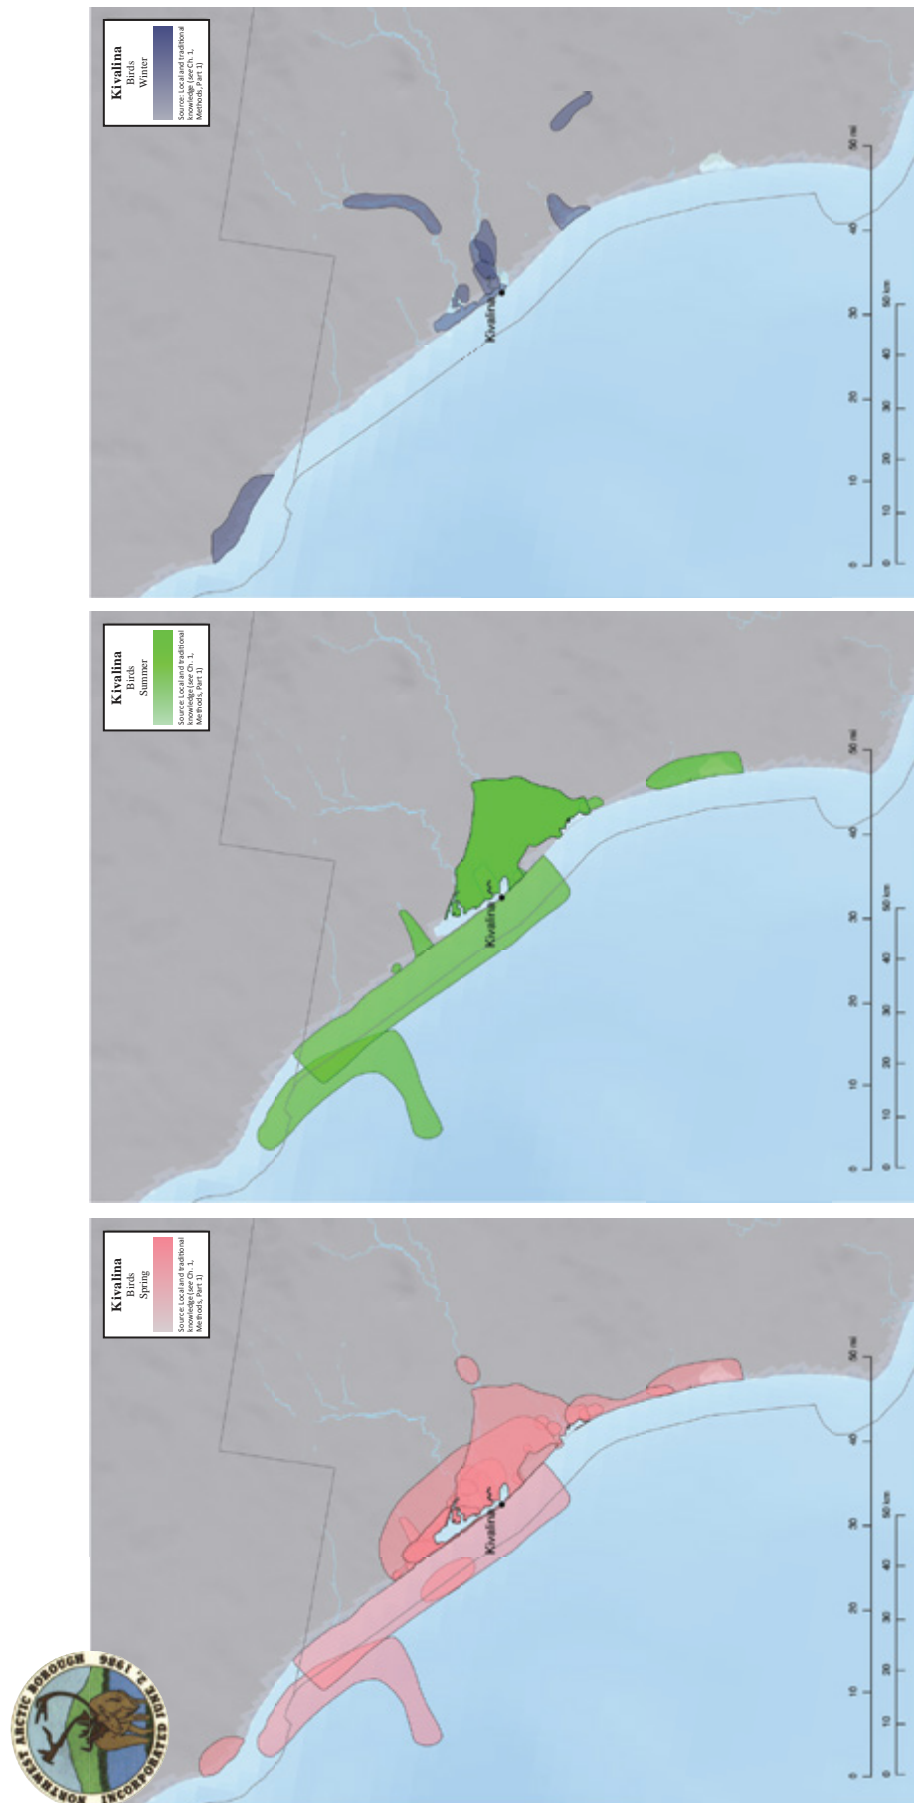 Kivalina
Birds
Winter
Source: Local and traditional
knowledge (see Ch. 1,
Methods, Part 1)
Kivalina
0 10 20 30 40 50 mi
0 10 20 30 40 50 km
Kivalina
Birds
Summer
Source: Local and traditional
knowledge (see Ch. 1,
Methods, Part 1)
Kivalina
0 10 20 30 40 50 mi
0 10 20 30 40 50 km
Kivalina
Birds
Spring
Source: Local and traditional
knowledge (see Ch. 1,
Methods, Part 1)
Kivalina
0 10 20 30 40 50 mi
0 10 20 30 40 50 km
NORTHWEST ARCTIC BOROUGH
INCORPORATED JUNE 2, 1986